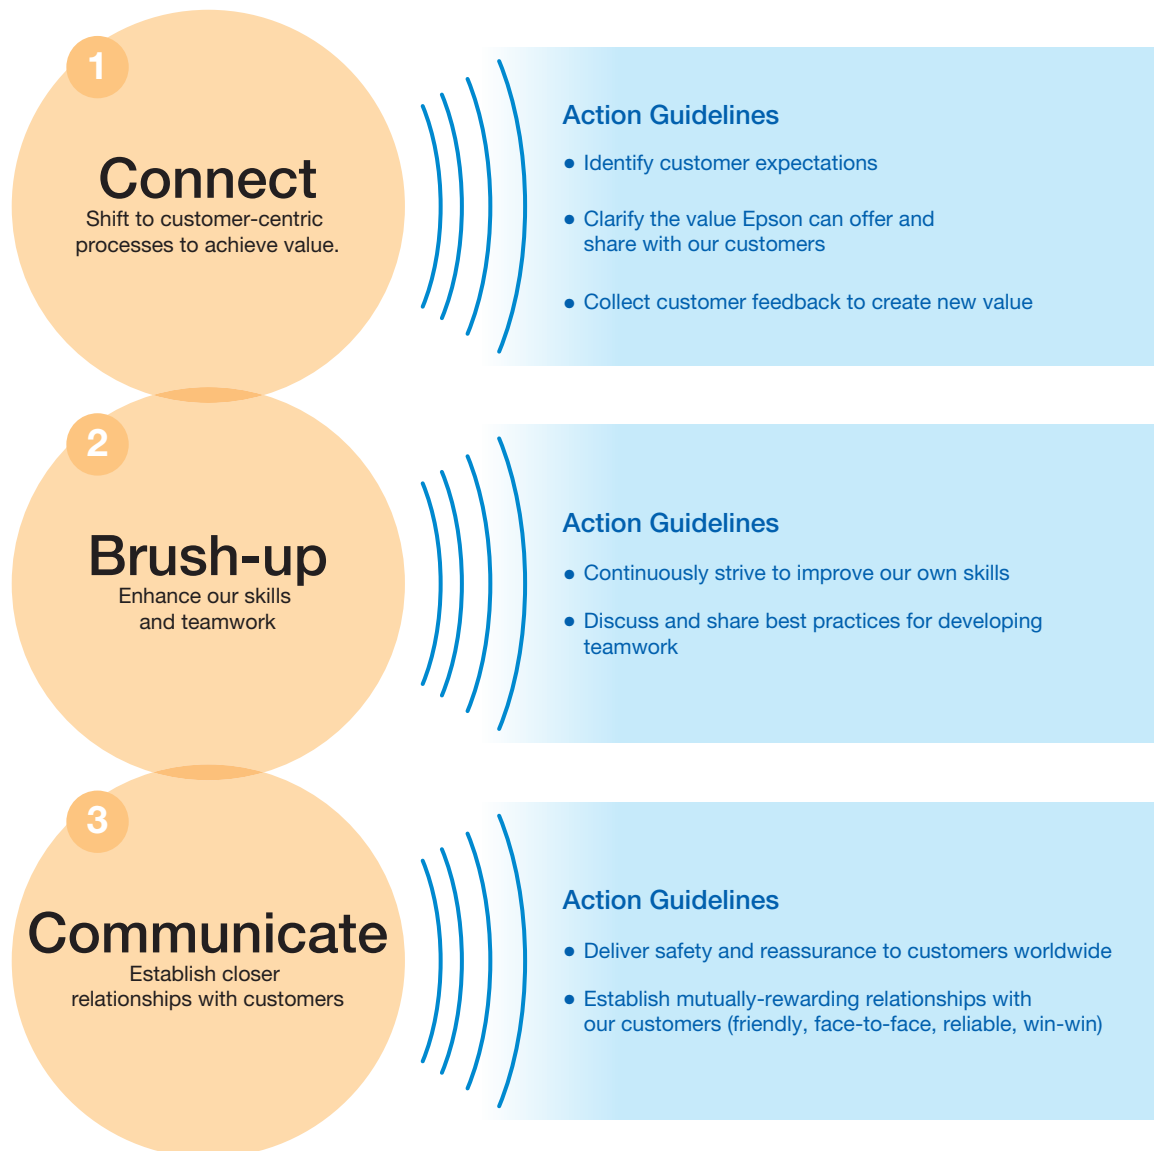 1
Connect
Shift to customer-centric
processes to achieve value.
Action Guidelines
● Identify customer expectations
● Clarify the value Epson can offer and
share with our customers
● Collect customer feedback to create new value
2
Brush-up
Enhance our skills
and teamwork
Action Guidelines
● Continuously strive to improve our own skills
● Discuss and share best practices for developing
teamwork
3
Communicate
Establish closer
relationships with customers
Action Guidelines
● Deliver safety and reassurance to customers worldwide
● Establish mutually-rewarding relationships with
our customers (friendly, face-to-face, reliable, win-win)